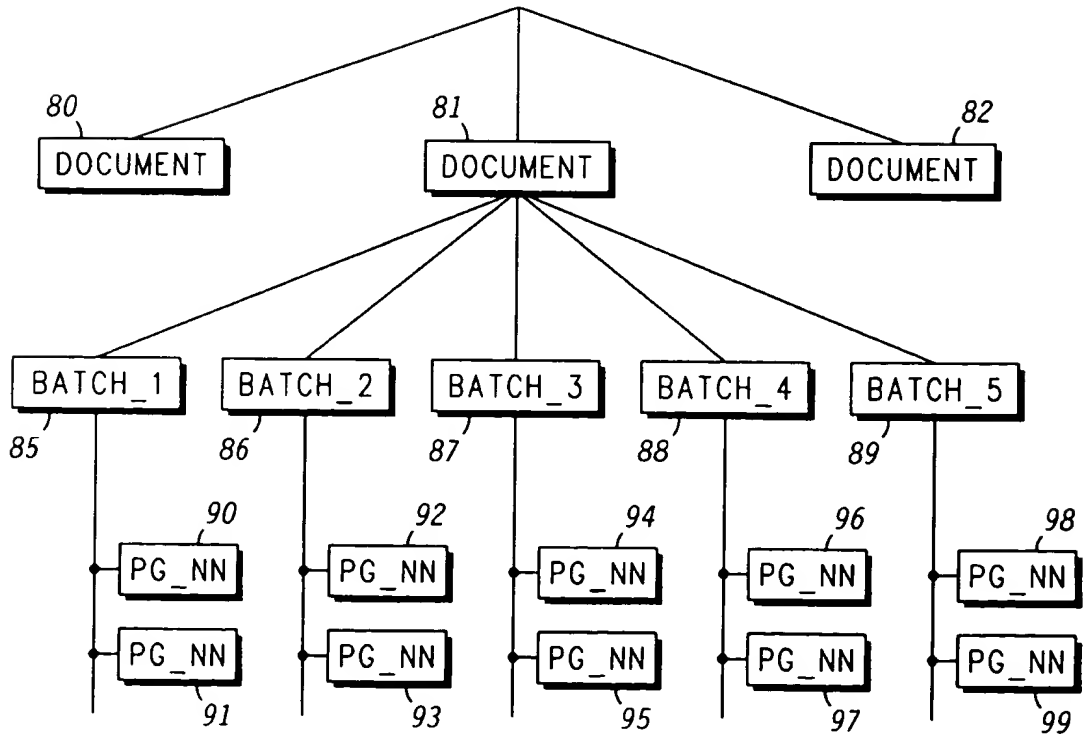 80 81 82
DOCUMENT DOCUMENT DOCUMENT
BATCH_1 BATCH_2 BATCH_3 BATCH_4 BATCH_5
85 86 87 88 89
90 92 94 96 98
PG_NN PG_NN PG_NN PG_NN PG_NN
PG_NN PG_NN PG_NN PG_NN PG_NN
91 93 95 97 99